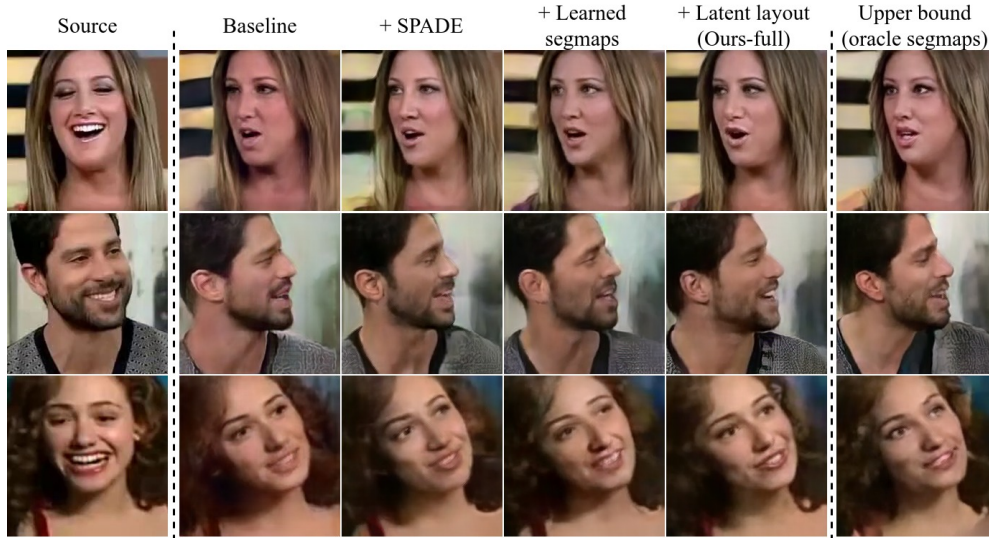 Source
Baseline
+ SPADE
+ Learned
segmaps
+ Latent layout
(Ours-full)
Upper bound
(oracle segmaps)